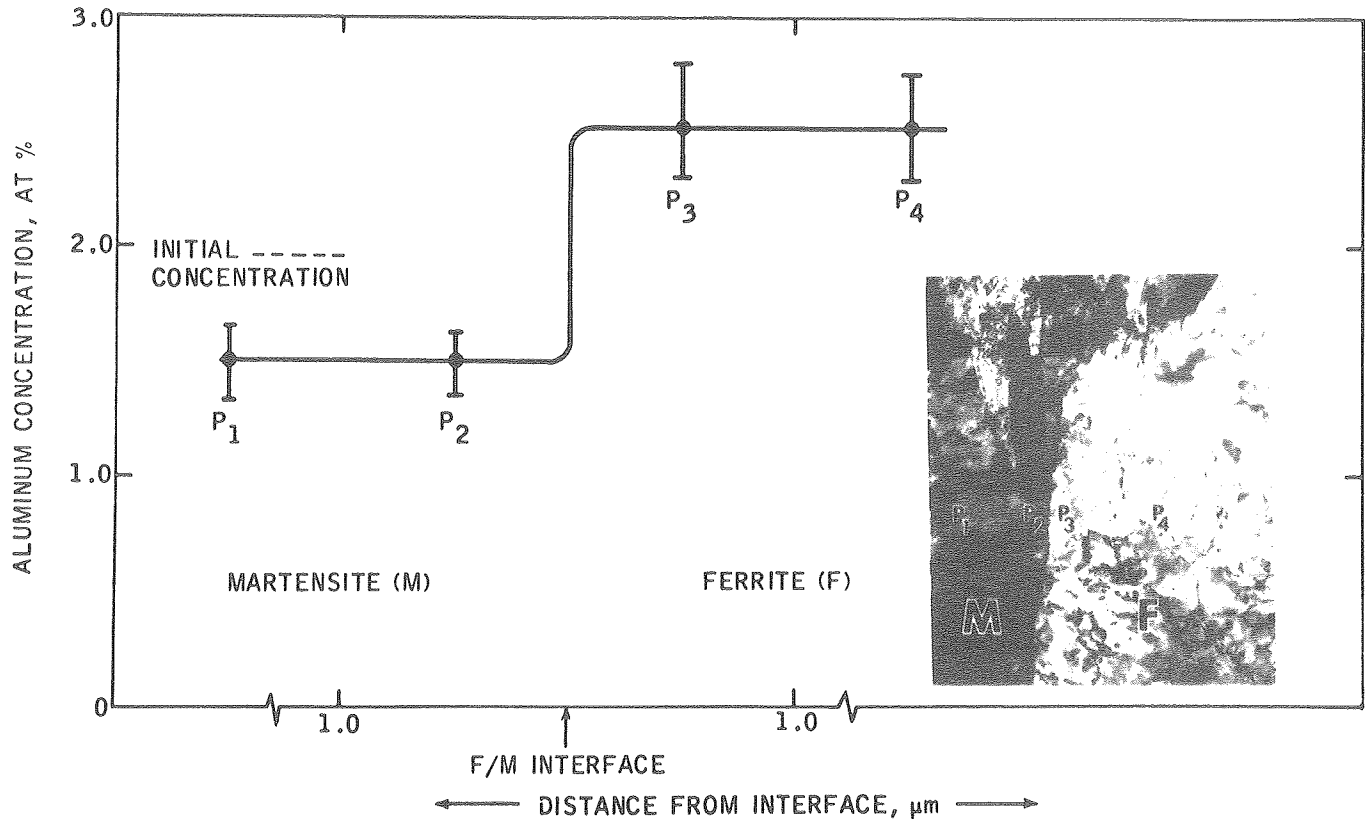 ALUMINUM CONCENTRATION, AT %
3.0
2.0
1.0
0
INITIAL
CONCENTRATION
P1
P2
P3
P4
MARTENSITE (M)
FERRITE (F)
P1 P2 P3 P4
M F
1.0
1.0
F/M INTERFACE
DISTANCE FROM INTERFACE, μm